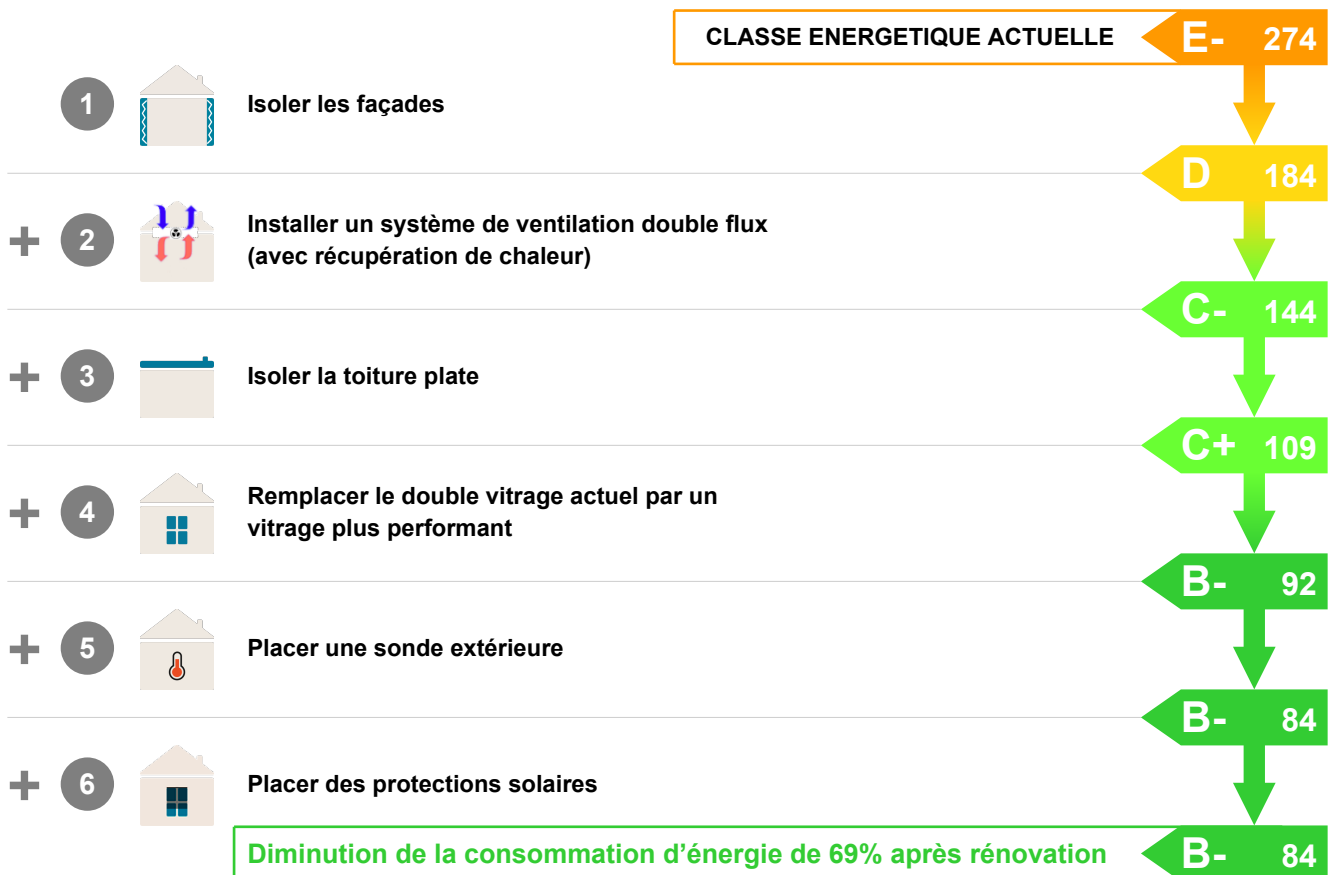 CLASSE ENERGETIQUE ACTUELLE E- 274
1 Isoler les façades
D 184
+ 2 Installer un système de ventilation double flux
(avec récupération de chaleur)
C- 144
+ 3 Isoler la toiture plate
C+ 109
+ 4 Remplacer le double vitrage actuel par un
vitrage plus performant
B- 92
+ 5 Placer une sonde extérieure
B- 84
+ 6 Placer des protections solaires
Diminution de la consommation d’énergie de 69% après rénovation B- 84